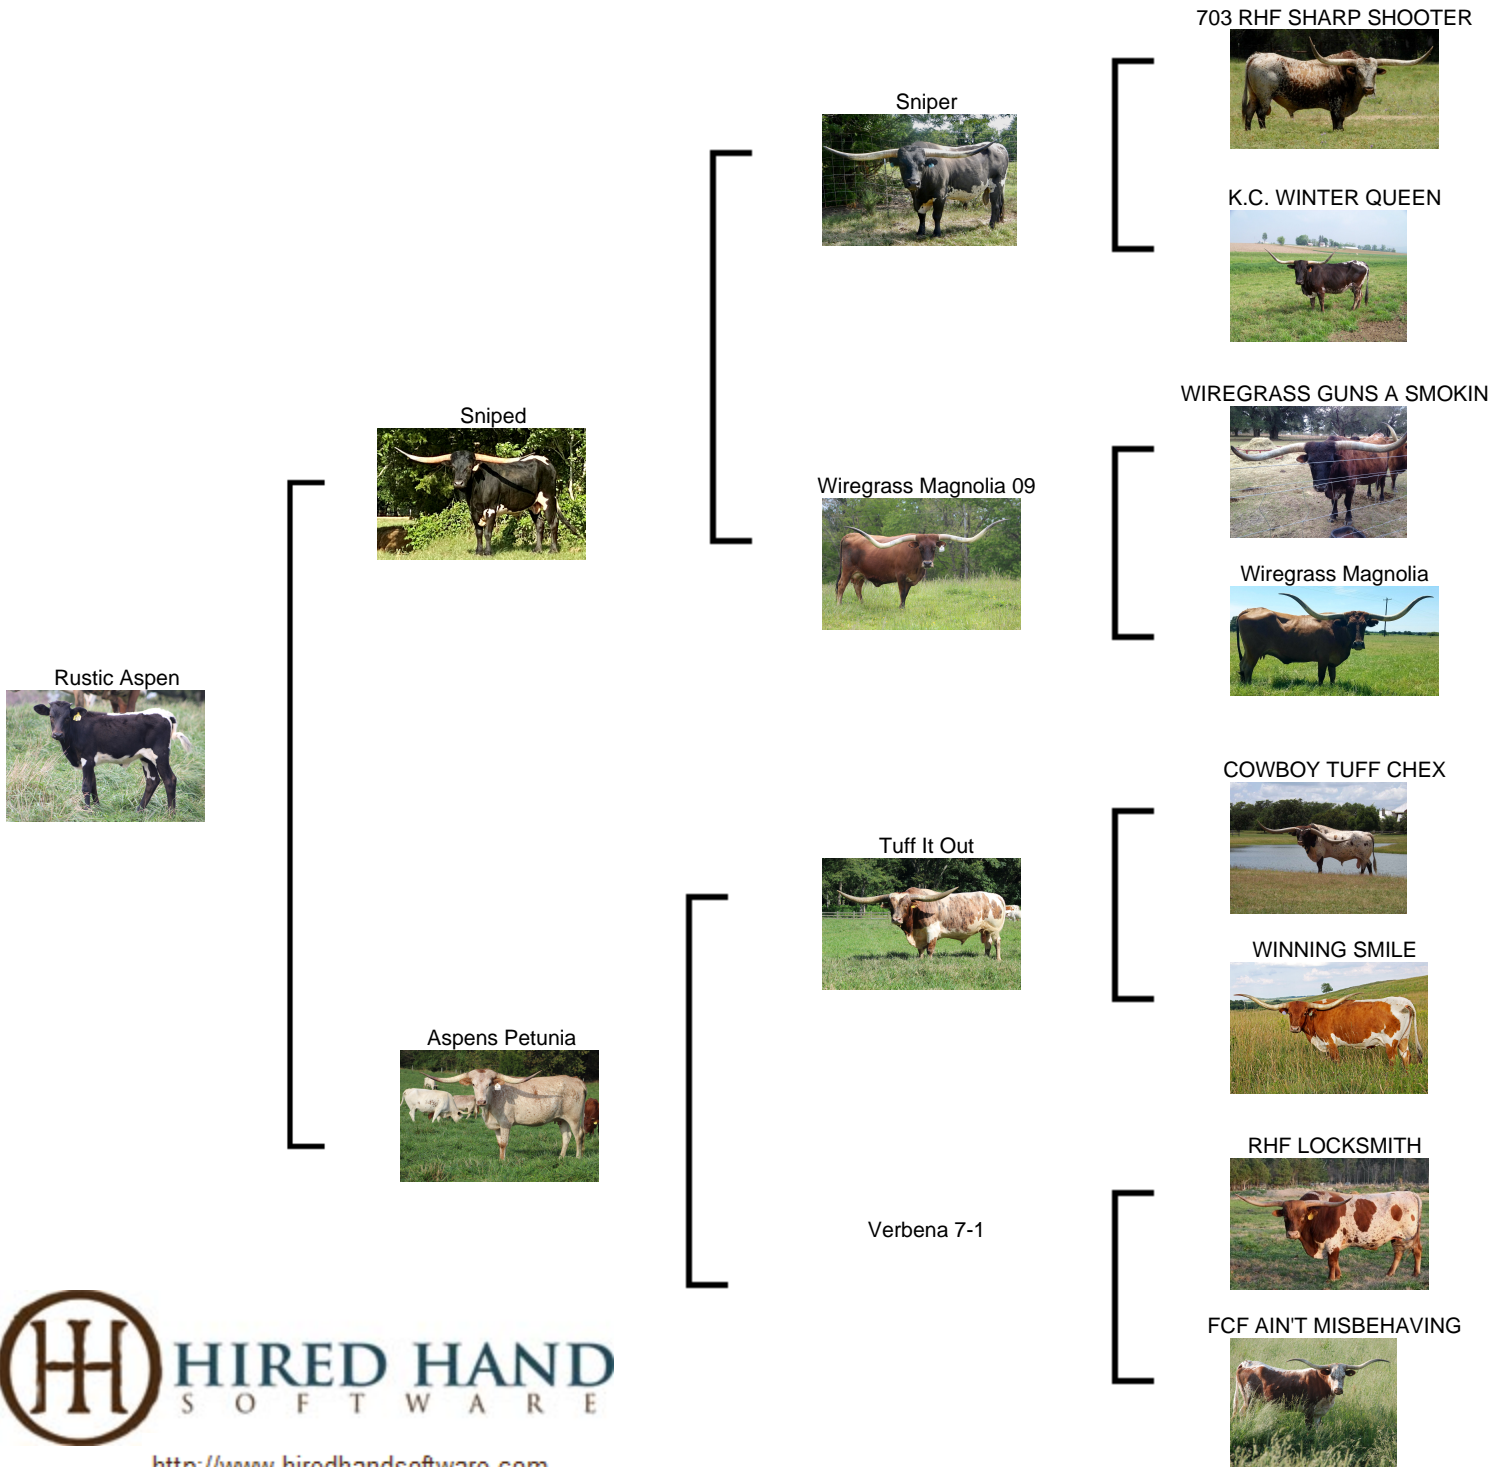 703 RHF SHARP SHOOTER
Sniper
K.C. WINTER QUEEN
WIREGRASS GUNS A SMOKIN
Sniped
Wiregrass Magnolia 09
Wiregrass Magnolia
Rustic Aspen
COWBOY TUFF CHEX
Tuff It Out
WINNING SMILE
Aspens Petunia
RHF LOCKSMITH
Verbena 7-1
FCF AIN'T MISBEHAVING
HIRED HAND
SOFTWARE
http://www.hiredhandsoftware.com